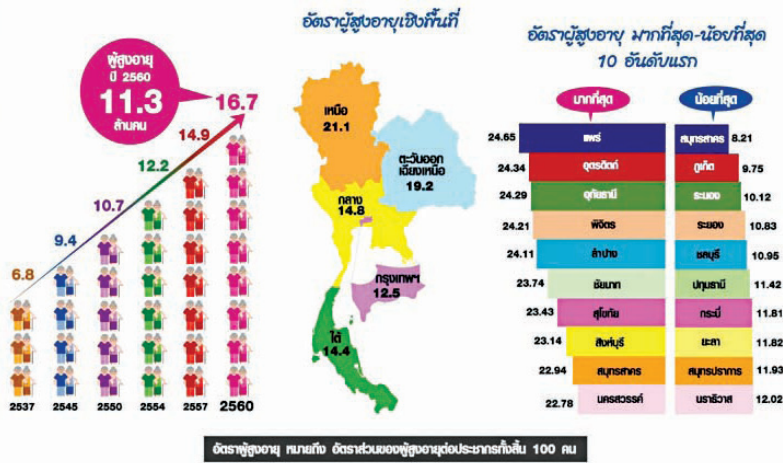 อัตราผู้สูงอายุเชิงพื้นที่
อัตราผู้สูงอายุ มากที่สุด-น้อยที่สุด
10 อันดับแรก
ผู้สูงอายุ
ปี 2560
11.3
ล้านคน
6.8
9.4
10.7
12.2
14.9
16.7
2537
2545
2550
2554
2557
2560
เหนือ
21.1
ตะวันออก
เฉียงเหนือ
19.2
กลาง
14.8
กรุงเทพฯ
12.5
ใต้
14.4
มากที่สุด น้อยที่สุด
24.65 แพร่ สมุทรสาคร 8.21
24.34 อุตรดิตถ์ ภูเก็ต 9.75
24.29 อุทัยธานี ระนอง 10.12
24.21 พิจิตร ระยอง 10.83
24.11 ลำปาง ชลบุรี 10.95
23.74 ชัยนาท ปทุมธานี 11.42
23.43 สุโขทัย กระบี่ 11.81
23.14 สิงห์บุรี ยะลา 11.82
22.94 สมุทรสาคร สมุทรปราการ 11.93
22.78 นครสวรรค์ นราธิวาส 12.02
อัตราผู้สูงอายุ หมายถึง อัตราส่วนของผู้สูงอายุต่อประชากรทั้งสิ้น 100 คน